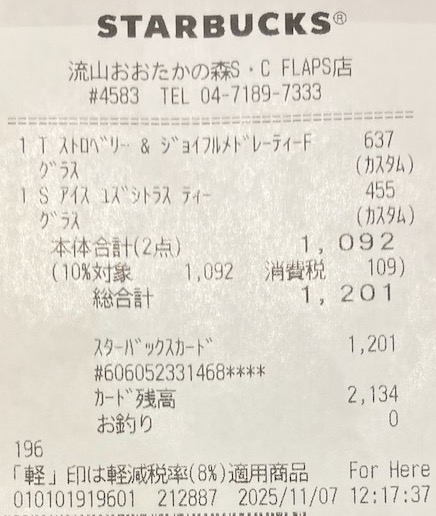 STARBUCKS®
流山おおたかの森S・C FLAPS店
#4583 TEL 04-7189-7333
1 T ｽﾄﾛﾍﾞﾘｰ & ｼﾞｮｲﾌﾙﾒﾄﾞﾚｰﾃｨｰF 637
ｸﾞﾗｽ (ｶｽﾀﾑ)
1 S ｱｲｽ ﾕｽﾞｼﾄﾗｽ ﾃｨｰ 455
ｸﾞﾗｽ (ｶｽﾀﾑ)
本体合計(2点) 1,092
(10%対象 1,092 消費税 109)
総合計 1,201
ｽﾀｰﾊﾞｯｸｽｶｰﾄﾞ 1,201
#606052331468****
ｶｰﾄﾞ残高 2,134
お釣り 0
196
「軽」印は軽減税率(8%)適用商品 For Here
010101919601 212887 2025/11/07 12:17:37